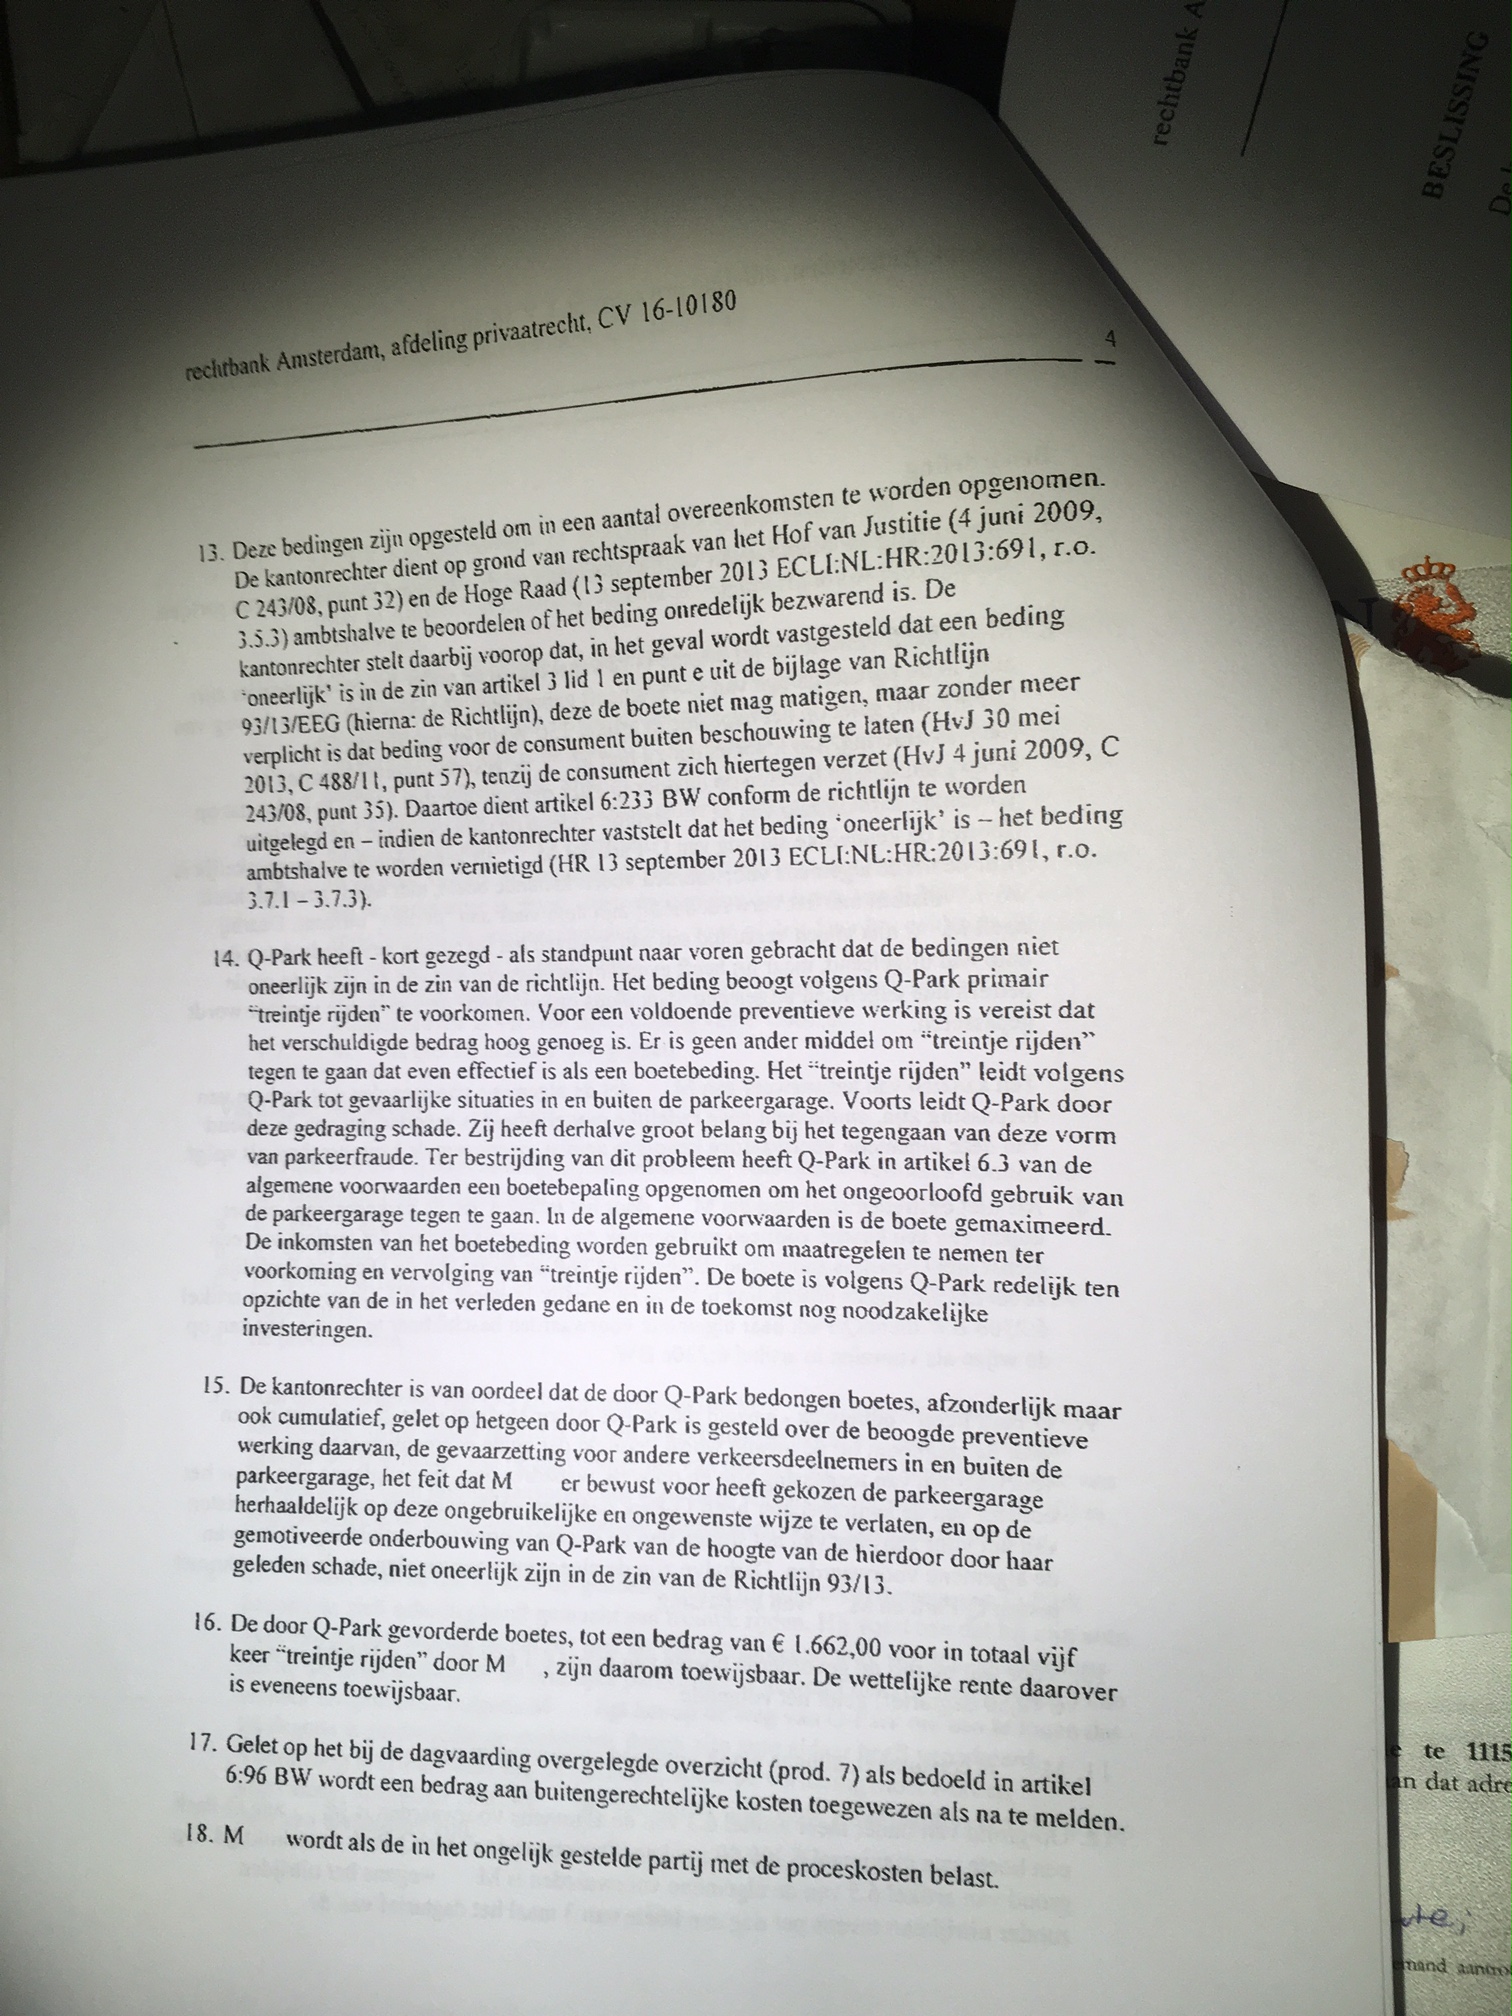 rechtbank A
BESLISSING
rechtbank Amsterdam, afdeling privaatrecht, CV 16-10180
4
13. Deze bedingen zijn opgesteld om in een aantal overeenkomsten te worden opgenomen.
De kantonrechter dient op grond van rechtspraak van het Hof van Justitie (4 juni 2009,
C 243/08, punt 32) en de Hoge Raad (13 september 2013 ECLI:NL:HR:2013:691, r.o.
3.5.3) ambtshalve te beoordelen of het beding onredelijk bezwarend is. De
kantonrechter stelt daarbij voorop dat, in het geval wordt vastgesteld dat een beding
‘oneerlijk’ is in de zin van artikel 3 lid 1 en punt e uit de bijlage van Richtlijn
93/13/EEG (hierna: de Richtlijn), deze de boete niet mag matigen, maar zonder meer
verplicht is dat beding voor de consument buiten beschouwing te laten (HvJ 30 mei
2013, C 488/11, punt 57), tenzij de consument zich hiertegen verzet (HvJ 4 juni 2009, C
243/08, punt 35). Daartoe dient artikel 6:233 BW conform de richtlijn te worden
uitgelegd en – indien de kantonrechter vaststelt dat het beding ‘oneerlijk’ is – het beding
ambtshalve te worden vernietigd (HR 13 september 2013 ECLI:NL:HR:2013:691, r.o.
3.7.1 – 3.7.3).
14. Q-Park heeft - kort gezegd - als standpunt naar voren gebracht dat de bedingen niet
oneerlijk zijn in de zin van de richtlijn. Het beding beoogt volgens Q-Park primair
“treintje rijden” te voorkomen. Voor een voldoende preventieve werking is vereist dat
het verschuldigde bedrag hoog genoeg is. Er is geen ander middel om “treintje rijden”
tegen te gaan dat even effectief is als een boetebeding. Het “treintje rijden” leidt volgens
Q-Park tot gevaarlijke situaties in en buiten de parkeergarage. Voorts leidt Q-Park door
deze gedraging schade. Zij heeft derhalve groot belang bij het tegengaan van deze vorm
van parkeerfraude. Ter bestrijding van dit probleem heeft Q-Park in artikel 6.3 van de
algemene voorwaarden een boetebepaling opgenomen om het ongeoorloofd gebruik van
de parkeergarage tegen te gaan. In de algemene voorwaarden is de boete gemaximeerd.
De inkomsten van het boetebeding worden gebruikt om maatregelen te nemen ter
voorkoming en vervolging van “treintje rijden”. De boete is volgens Q-Park redelijk ten
opzichte van de in het verleden gedane en in de toekomst nog noodzakelijke
investeringen.
15. De kantonrechter is van oordeel dat de door Q-Park bedongen boetes, afzonderlijk maar
ook cumulatief, gelet op hetgeen door Q-Park is gesteld over de beoogde preventieve
werking daarvan, de gevaarzetting voor andere verkeersdeelnemers in en buiten de
parkeergarage, het feit dat M er bewust voor heeft gekozen de parkeergarage
herhaaldelijk op deze ongebruikelijke en ongewenste wijze te verlaten, en op de
gemotiveerde onderbouwing van Q-Park van de hoogte van de hierdoor door haar
geleden schade, niet oneerlijk zijn in de zin van de Richtlijn 93/13.
16. De door Q-Park gevorderde boetes, tot een bedrag van € 1.662,00 voor in totaal vijf
keer “treintje rijden” door M , zijn daarom toewijsbaar. De wettelijke rente daarover
is eveneens toewijsbaar.
17. Gelet op het bij de dagvaarding overgelegde overzicht (prod. 7) als bedoeld in artikel
6:96 BW wordt een bedrag aan buitengerechtelijke kosten toegewezen als na te melden.
18. M wordt als de in het ongelijk gestelde partij met de proceskosten belast.
te 1115
an dat adre